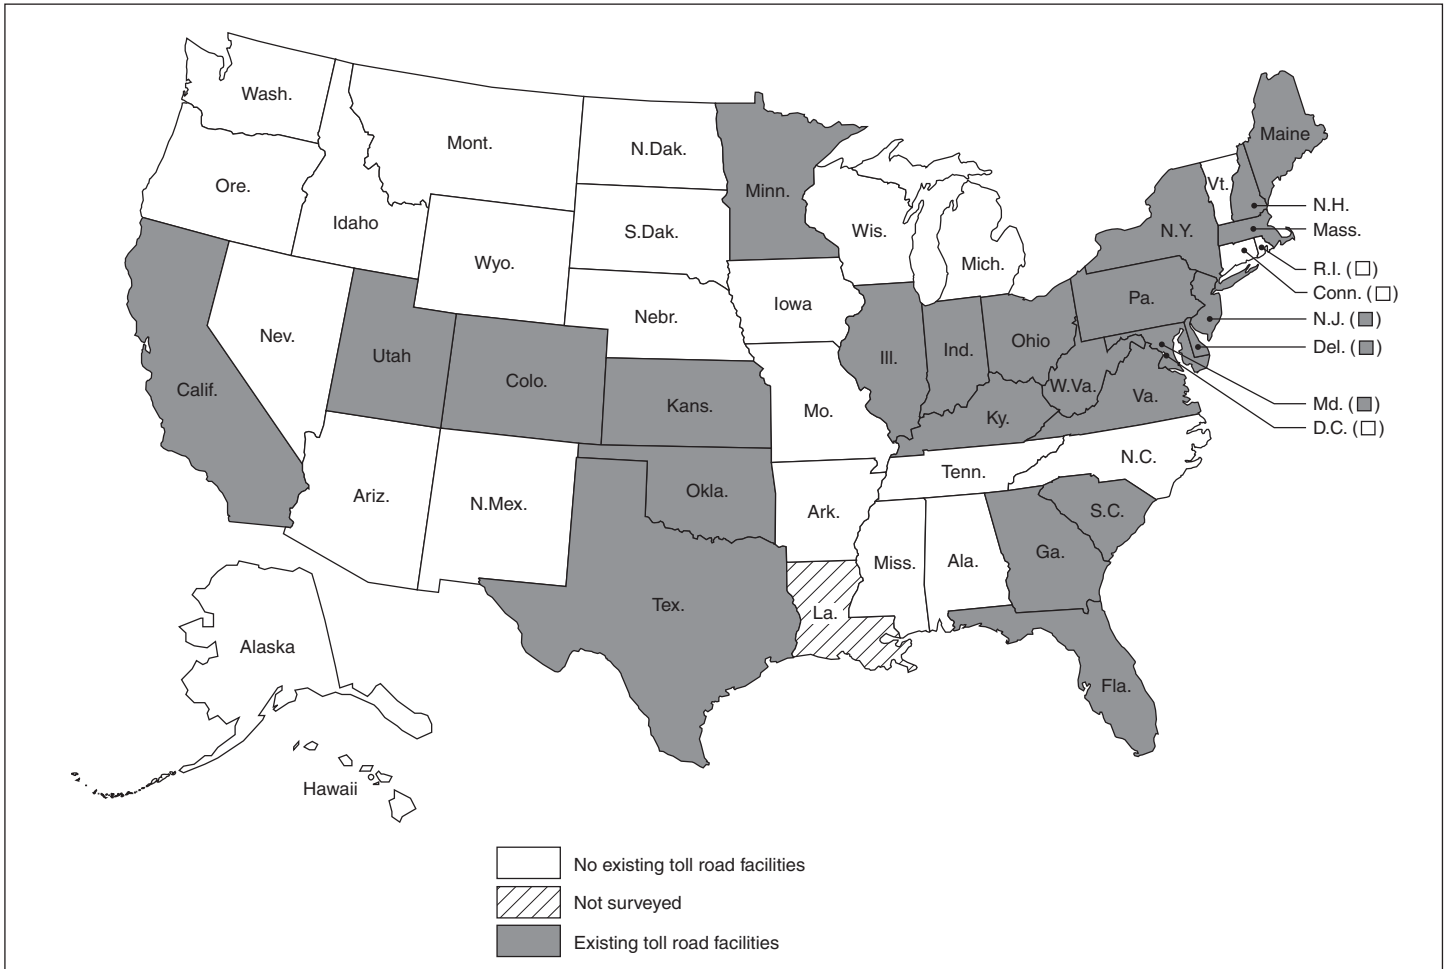 Wash.
Mont.
N.Dak.
Minn.
Maine
Ore.
Idaho
Vt.
N.H.
S.Dak.
Wis.
N.Y.
Mass.
Wyo.
Mich.
R.I. (□)
Conn. (□)
Nebr.
Iowa
Pa.
N.J. (■)
Nev.
Utah
Colo.
Ill.
Ind.
Ohio
Del. (■)
Calif.
Kans.
Mo.
Ky.
W.Va.
Va.
Md. (■)
D.C. (□)
Ariz.
N.Mex.
Okla.
Ark.
Tenn.
N.C.
S.C.
Tex.
La.
Miss.
Ala.
Ga.
Alaska
Fla.
Hawaii
No existing toll road facilities
Not surveyed
Existing toll road facilities